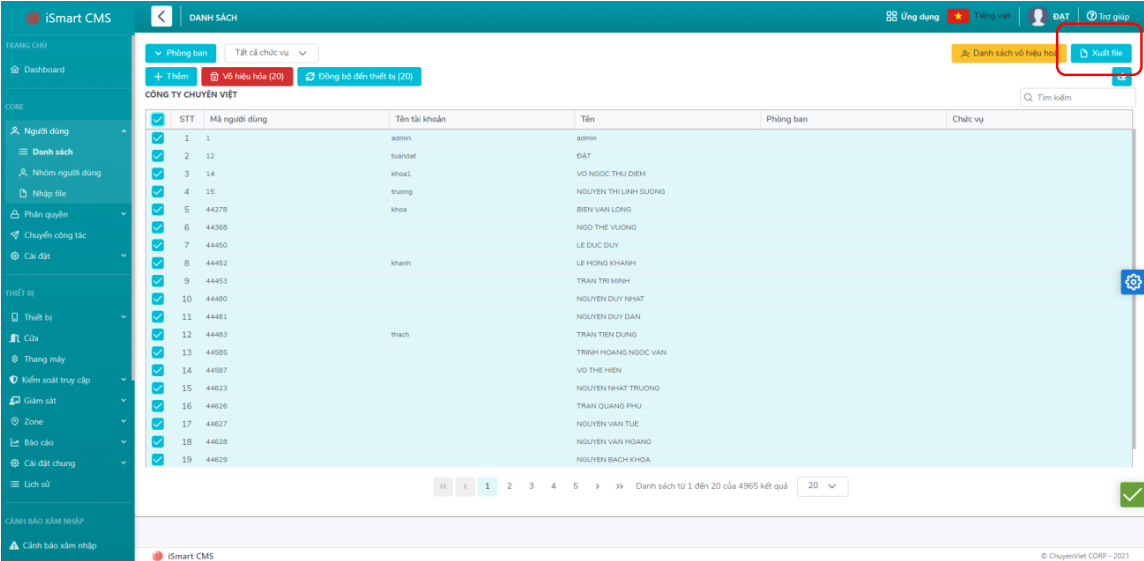 iSmart CMS
DANH SÁCH
Ứng dụng
Tiếng việt
ĐẠT
Trợ giúp
TRANG CHỦ
Dashboard
CORE
Người dùng
Danh sách
Nhóm người dùng
Nhập file
Phân quyền
Chuyển công tác
Cài đặt
THIẾT BỊ
Thiết bị
Cửa
Thang máy
Kiểm soát truy cập
Giám sát
Zone
Báo cáo
Cài đặt chung
Lịch sử
CẢNH BÁO XÂM NHẬP
Cảnh báo xâm nhập
Phòng ban
Tất cả chức vụ
Danh sách vô hiệu hoá
Xuất file
Thêm
Vô hiệu hóa (20)
Đồng bộ đến thiết bị (20)
CÔNG TY CHUYÊN VIỆT
Tìm kiếm
STT Mã người dùng Tên tài khoản Tên Phòng ban Chức vụ
1 1 admin admin
2 12 tuandat ĐẠT
3 14 khoa1 VO NGOC THU DIEM
4 15 truong NGUYEN THI LINH SUONG
5 44278 khoa BIEN VAN LONG
6 44368 NGO THE VUONG
7 44450 LE DUC DUY
8 44452 khanh LE HONG KHANH
9 44453 TRAN TRI MINH
10 44480 NGUYEN DUY NHAT
11 44481 NGUYEN DUY DAN
12 44483 thach TRAN TIEN DUNG
13 44585 TRINH HOANG NGOC VAN
14 44587 VO THE HIEN
15 44623 NGUYEN NHAT TRUONG
16 44626 TRAN QUANG PHU
17 44627 NGUYEN VAN TUE
18 44628 NGUYEN VAN HOANG
19 44629 NGUYEN BACH KHOA
« < 1 2 3 4 5 > » Danh sách từ 1 đến 20 của 4965 kết quả 20
iSmart CMS
© ChuyenViet CORP - 2021